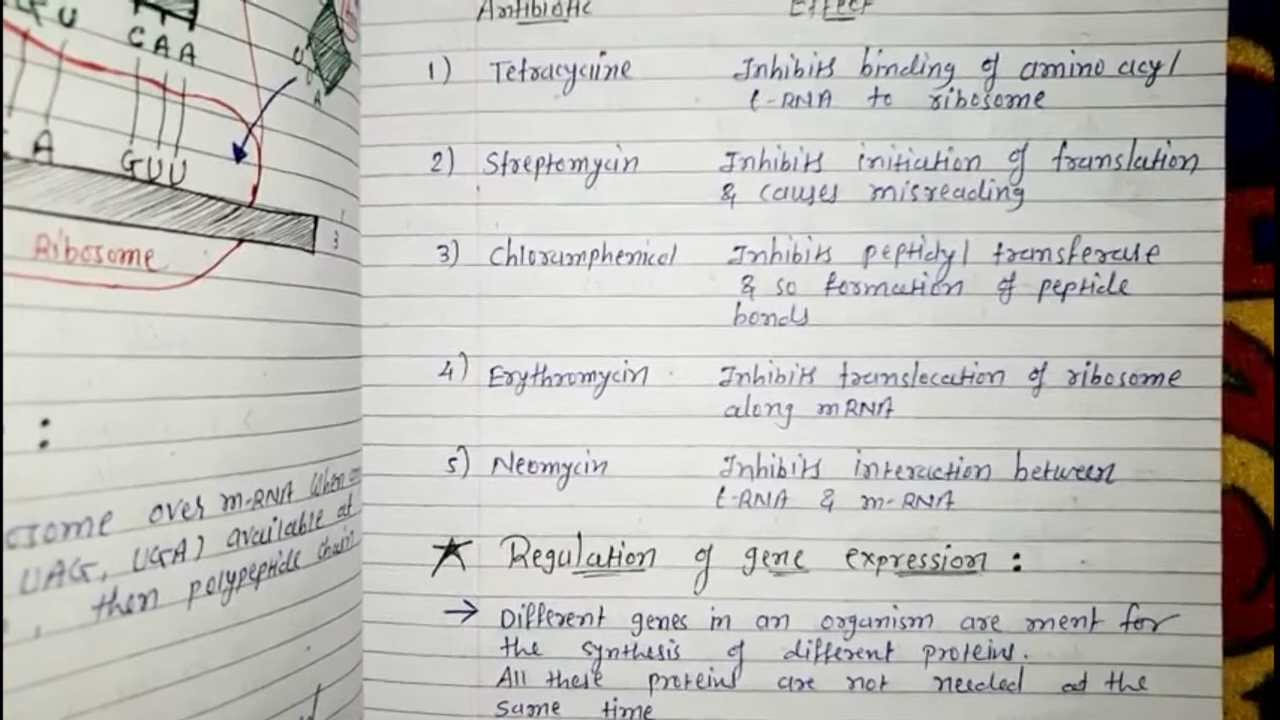 C A A
A
G U U
Ribosome
some over m-RNA when
UAG, UGA) available at
then polypeptide chain
Antibiotic Effect
1) Tetracyciine Inhibits binding of amino acyl
t-RNA to ribosome
2) Streptomycin Inhibits initiation of translation
& causes misreading
3) Chloramphenicol Inhibits peptidyl transferase
& so formation of peptide
bonds
4) Erythromycin Inhibits translocation of ribosome
along mRNA
5) Neomycin Inhibits interaction between
t-RNA & m-RNA
★ Regulation of gene expression :
→ Different genes in an organism are ment for
the synthesis of different proteins.
All these proteins are not needed at the
same time